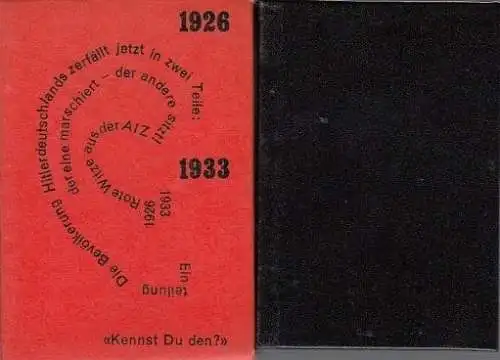 1926
Die Bevölkerung Hitlerdeutschlands zerfällt jetzt in zwei Teile:
der eine marschiert – der andere sitzt!
Rote Witze aus der AIZ
1933
1926
1933
Ein teilung
«Kennst Du den?»